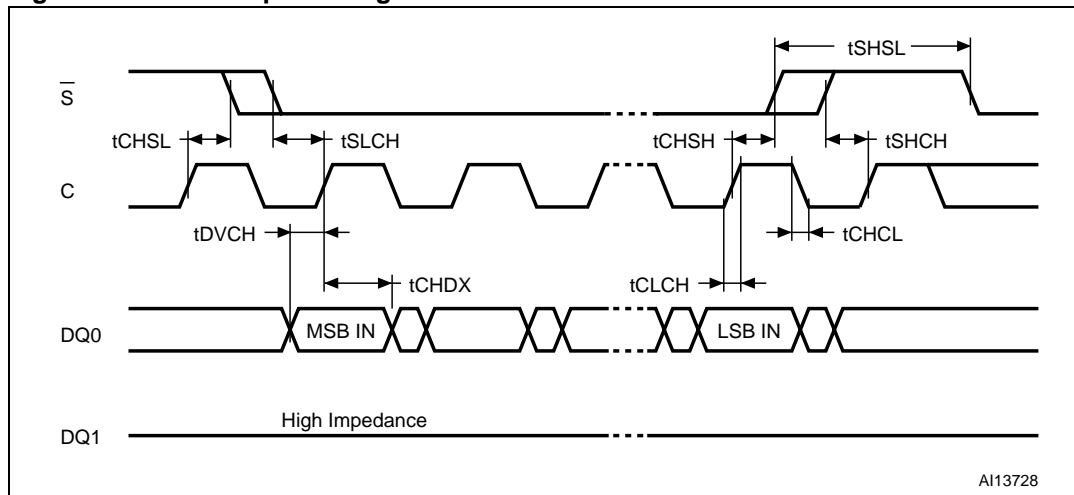 tSHSL
S̅
tCHSL
tSLCH
tCHSH
tSHCH
C
tDVCH
tCHCL
tCHDX
tCLCH
DQ0
MSB IN
LSB IN
High Impedance
DQ1
AI13728